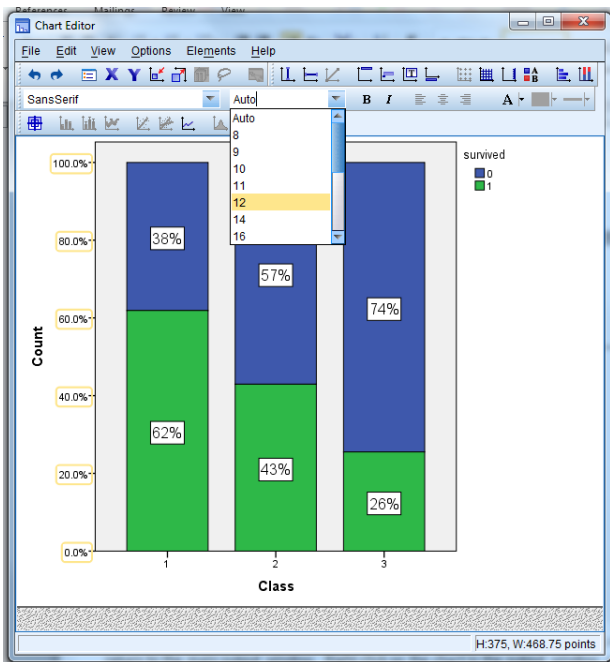 References Mailings Review View
Chart Editor
File Edit View Options Elements Help
X Y
SansSerif Auto B I A
Auto
8
9
10
11
12
14
16
survived
0
1
100.0%
80.0%
60.0%
40.0%
20.0%
0.0%
Count
38%
57%
74%
62%
43%
26%
1 2 3
Class
H:375, W:468.75 points